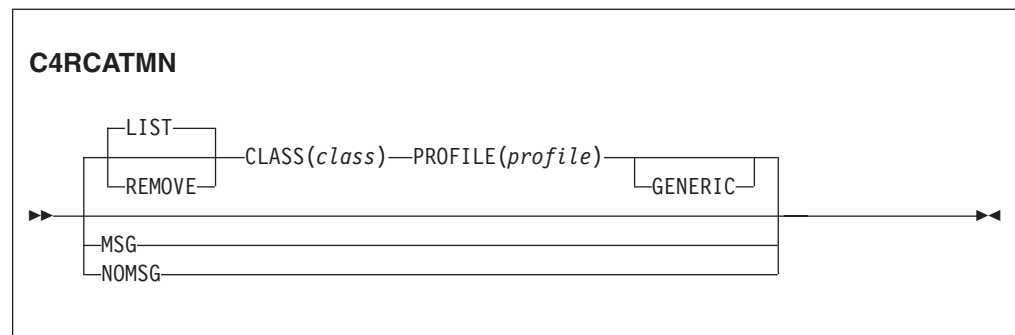 C4RCATMN
LIST
CLASS(class) PROFILE(profile)
REMOVE GENERIC
MSG
NOMSG